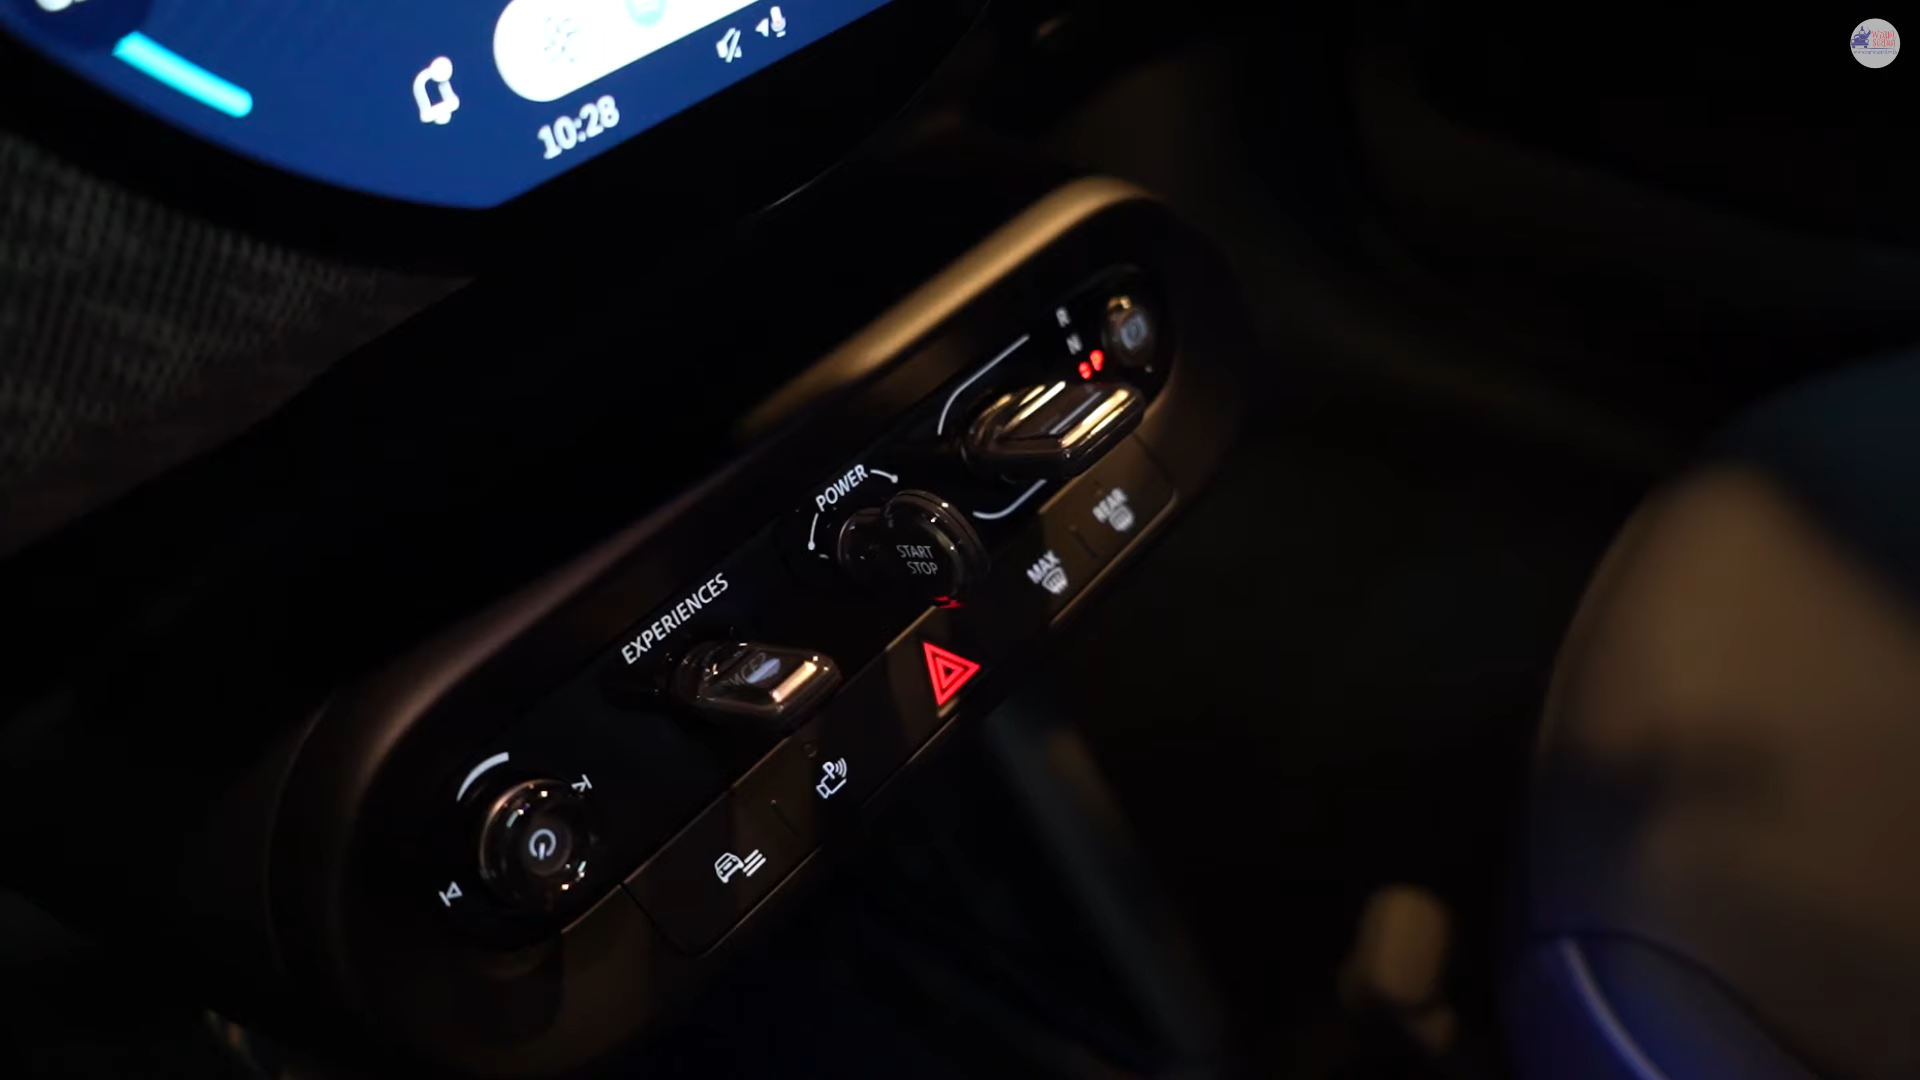 10:28
R
N
P
POWER
START
STOP
EXPERIENCES
REAR
MAX
P